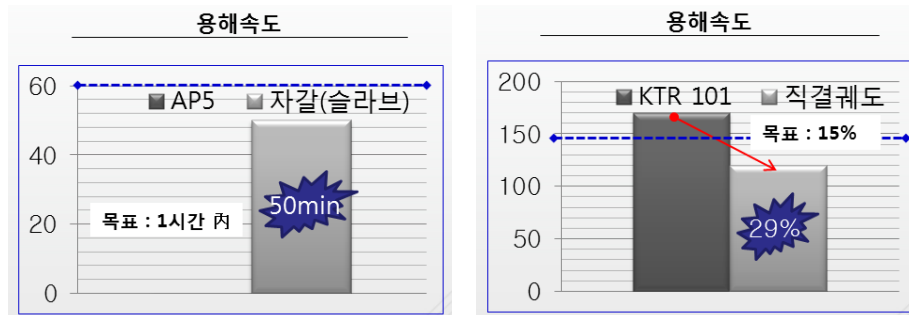 용해속도
60
40
20
0
AP5
자갈(슬라브)
목표 : 1시간 內
50min
용해속도
200
150
100
50
0
KTR 101
직결궤도
목표 : 15%
29%